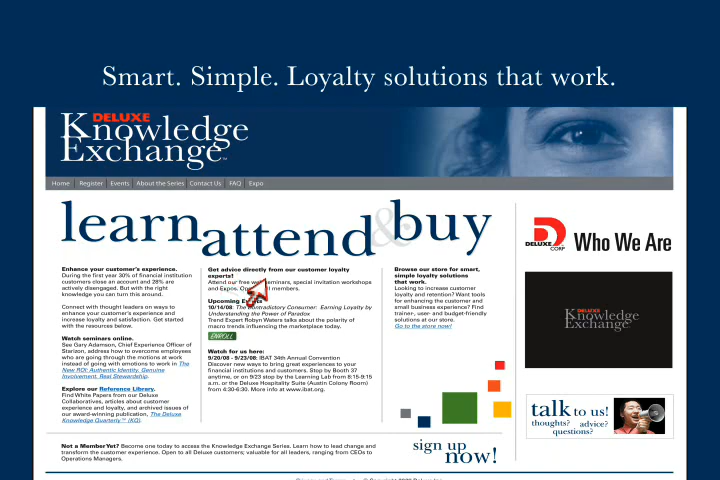 Smart. Simple. Loyalty solutions that work.
DELUXE
Knowledge
Exchange™
Home Register Events About the Series Contact Us FAQ Expo
learn attend & buy
Enhance your customer's experience.
During the first year 30% of financial institution
customers close an account and 28% are
actively disengaged. But with the right
knowledge you can turn this around.
Connect with thought leaders on ways to
enhance your customer's experience and
increase loyalty and satisfaction. Get started
with the resources below.
Watch seminars online.
See Gary Adamson, Chief Experience Officer of
Starizon, address how to overcome employees
who are going through the motions at work
instead of going with emotions to work in The
New ROI: Authentic Identity, Genuine
Involvement, Real Stewardship.
Explore our Reference Library.
Find White Papers from our Deluxe
Collaboratives, articles about customer
experience and loyalty, and archived issues of
our award-winning publication, The Deluxe
Knowledge Quarterly™ (KQ).
Get advice directly from our customer loyalty
experts!
Attend our free seminars, special invitation workshops
and Expos. members.
Upcoming
10/14/08 The Contradictory Consumer: Earning Loyalty by
Understanding the Power of Paradox
Trend Expert Robyn Waters talks about the polarity of
macro trends influencing the marketplace today.
ENROLL
Watch for us here:
9/20/08 - 9/23/08: IBAT 34th Annual Convention
Discover new ways to bring great experiences to your
financial institutions and customers. Stop by Booth 37
anytime, or on 9/23 stop by the Learning Lab from 8:15-9:15
a.m. or the Deluxe Hospitality Suite (Austin Colony Room)
from 4:30-6:30. More info at www.ibat.org.
Browse our store for smart,
simple loyalty solutions
that work.
Looking to increase customer
loyalty and retention? Want tools
for enhancing the customer and
small business experience? Find
trainer-, user- and budget-friendly
solutions at our store.
Go to the store now!
DELUXE
CORP
Who We Are
DELUXE
Knowledge
Exchange
talk to us!
thoughts? advice?
questions?
Not a Member Yet? Become one today to access the Knowledge Exchange Series. Learn how to lead change and
transform the customer experience. Open to all Deluxe customers; valuable for all leaders, ranging from CEOs to
Operations Managers.
sign up
now!